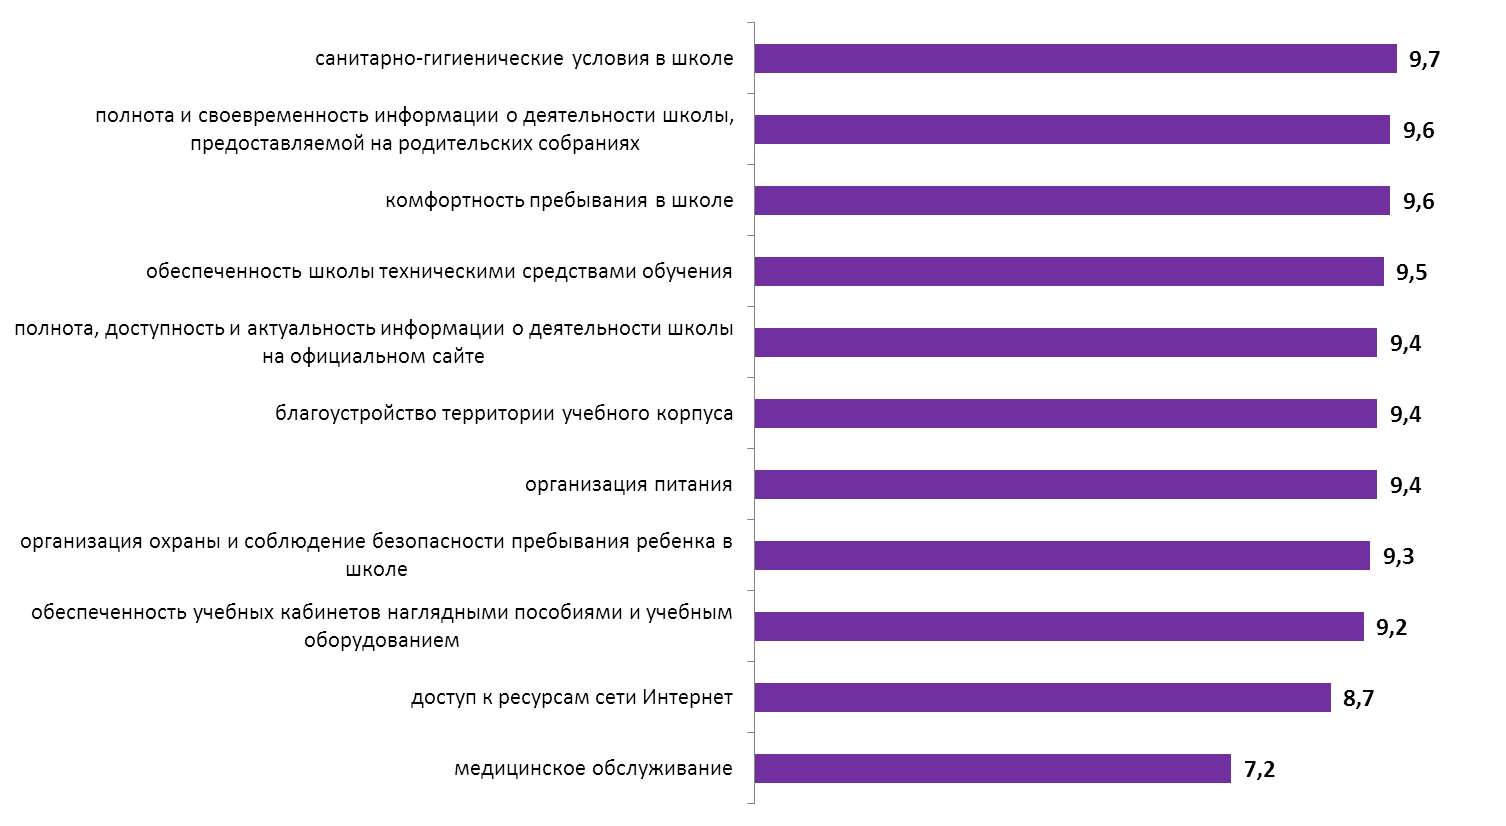 санитарно-гигиенические условия в школе 9,7
полнота и своевременность информации о деятельности школы,
предоставляемой на родительских собраниях 9,6
комфортность пребывания в школе 9,6
обеспеченность школы техническими средствами обучения 9,5
полнота, доступность и актуальность информации о деятельности школы
на официальном сайте 9,4
благоустройство территории учебного корпуса 9,4
организация питания 9,4
организация охраны и соблюдение безопасности пребывания ребенка в
школе 9,3
обеспеченность учебных кабинетов наглядными пособиями и учебным
оборудованием 9,2
доступ к ресурсам сети Интернет 8,7
медицинское обслуживание 7,2